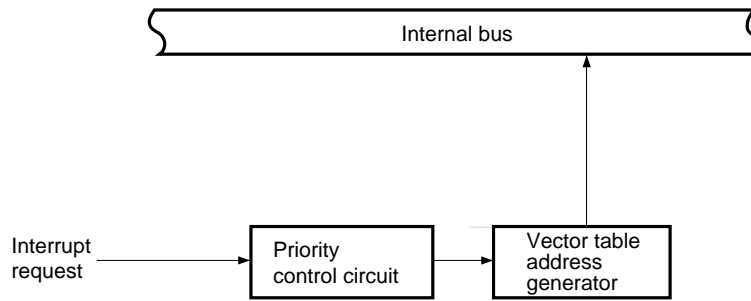 Internal bus
Interrupt
request
Priority
control circuit
Vector table
address
generator